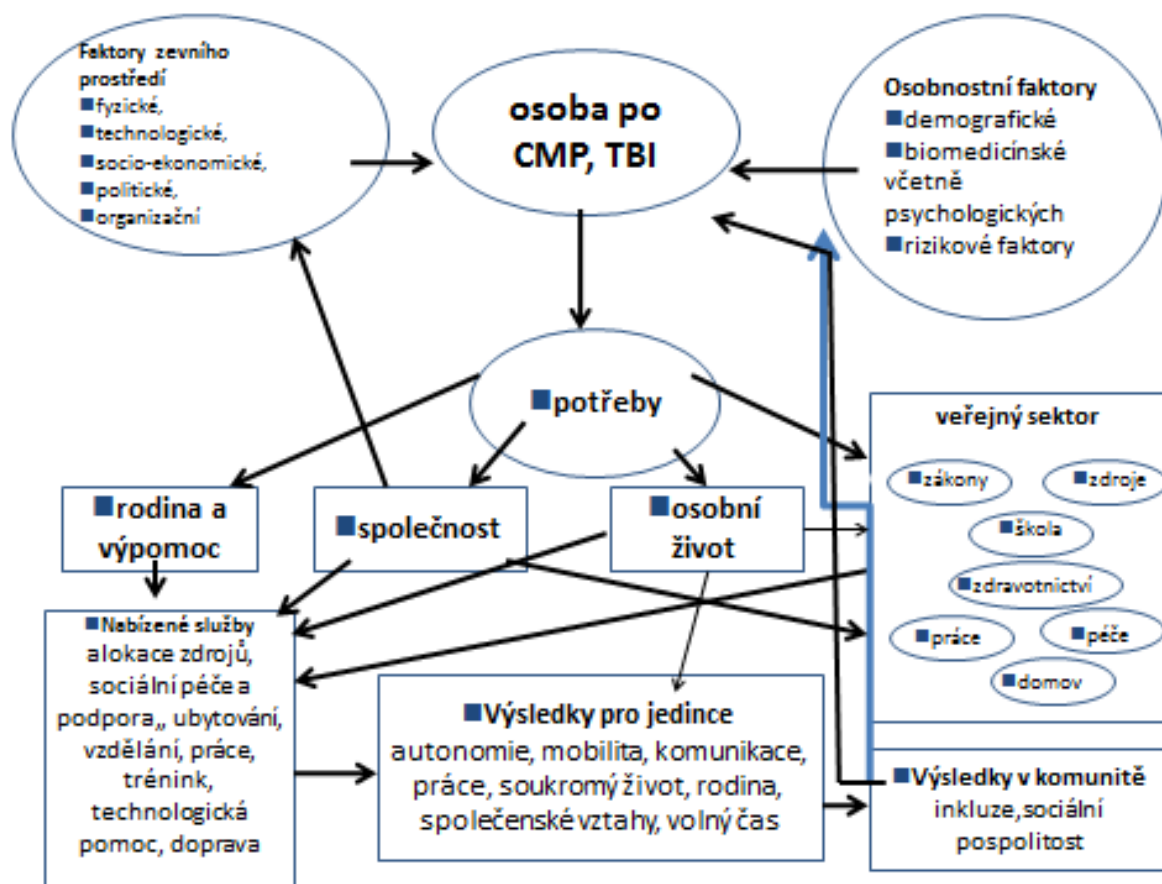 Faktory zevního
prostředí
fyzické,
technologické,
socio-ekonomické,
politické,
organizační
osoba po
CMP, TBI
Osobnostní faktory
demografické
biomedicínské
včetně
psychologických
rizikové faktory
potřeby
rodina a
výpomoc
společnost
osobní
život
veřejný sektor
zákony
zdroje
škola
zdravotnictví
práce
péče
domov
Nabízené služby
alokace zdrojů,
sociální péče a
podpora,, ubytování,
vzdělání, práce,
trénink,
technologická
pomoc, doprava
Výsledky pro jedince
autonomie, mobilita, komunikace,
práce, soukromý život, rodina,
společenské vztahy, volný čas
Výsledky v komunitě
inkluze,sociální
pospolitost